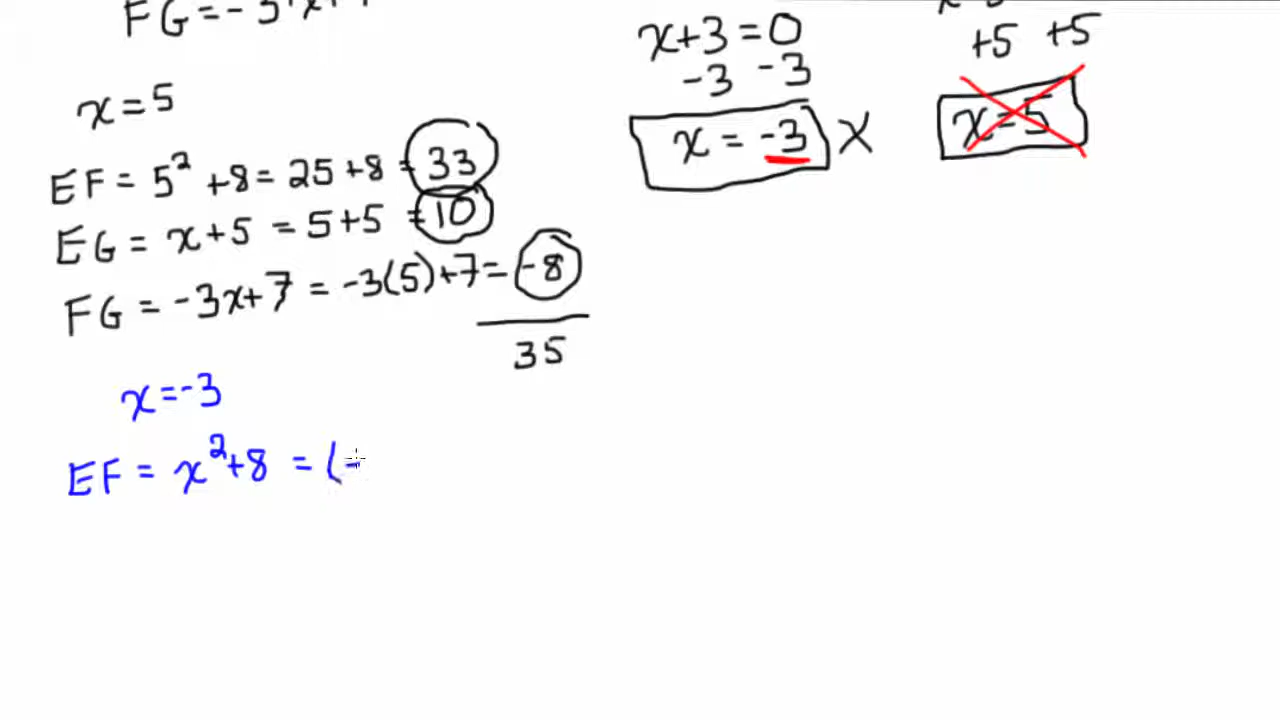 x = 5
EF = 5² + 8 = 25 + 8 = 33
EG = x + 5 = 5 + 5 = 10
FG = -3x + 7 = -3(5) + 7 = -8
35
x = -3
EF = x² + 8 = (-
x + 3 = 0
-3 -3
x = -3 x
+5 +5
x = 5